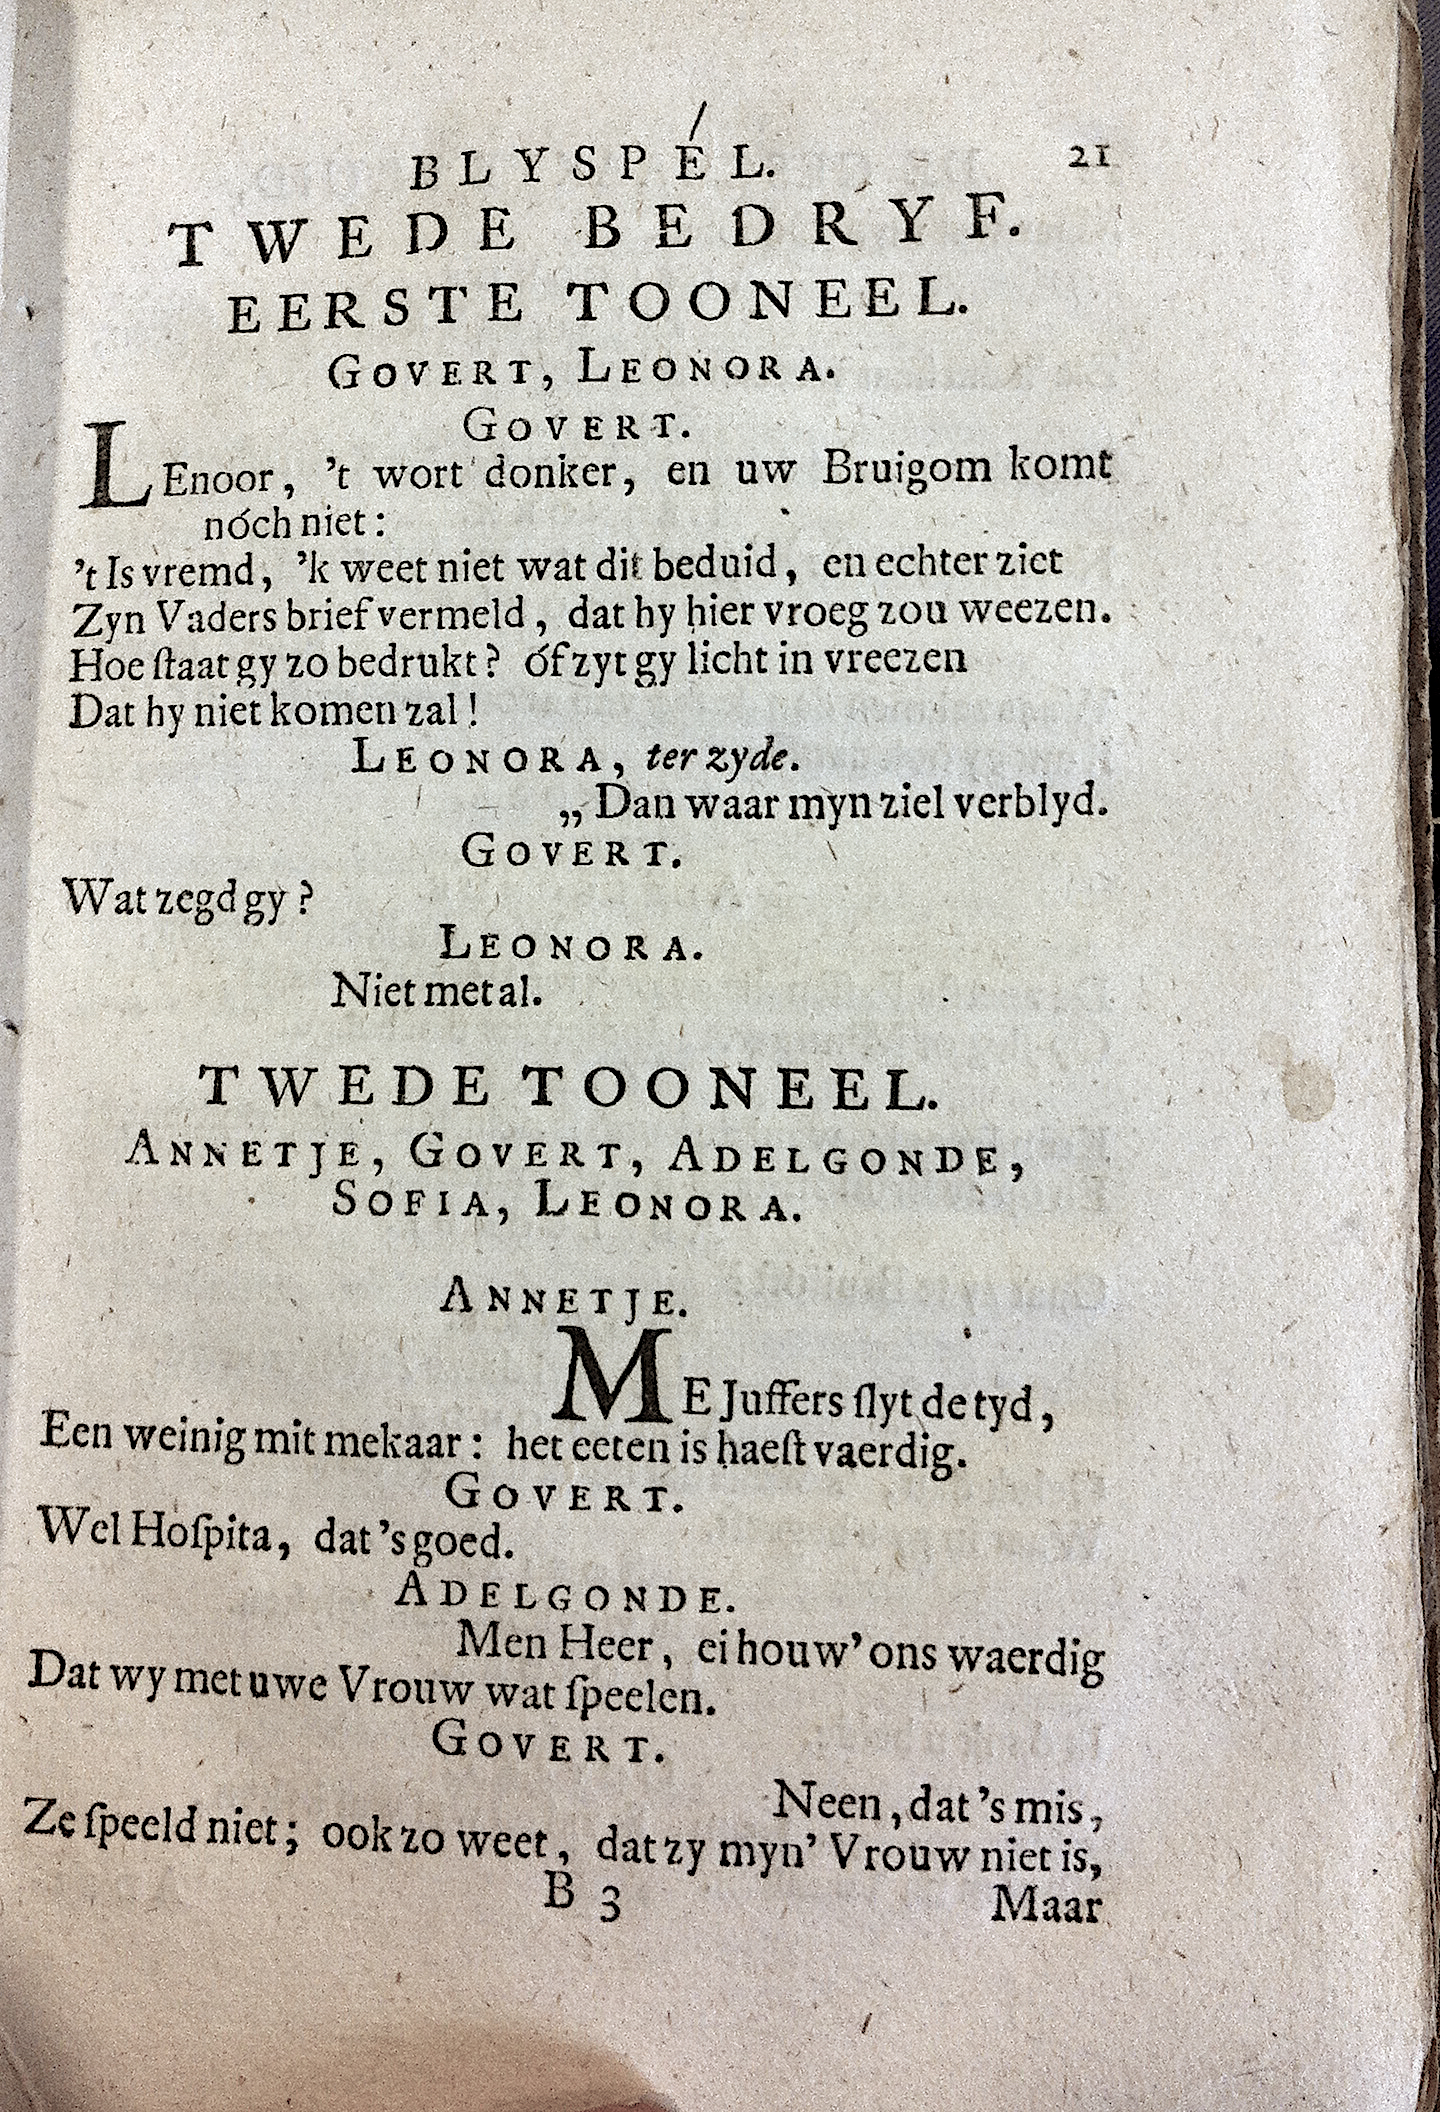 BLYSPEL. 21
TWEDE BEDRYF.
EERSTE TOONEEL.
GOVERT, LEONORA.
GOVERT.
LEnoor, 't wort donker, en uw Bruigom komt
nóch niet:
't Is vremd, 'k weet niet wat dit beduid, en echter ziet
Zyn Vaders brief vermeld, dat hy hier vroeg zou weezen.
Hoe ſtaat gy zo bedrukt? óf zyt gy licht in vreezen
Dat hy niet komen zal!
LEONORA, ter zyde.
„ Dan waar myn ziel verblyd.
GOVERT.
Wat zegd gy?
LEONORA.
Niet met al.
TWEDE TOONEEL.
ANNETJE, GOVERT, ADELGONDE,
SOFIA, LEONORA.
ANNETJE.
ME Juffers ſlyt de tyd,
Een weinig mit mekaar: het eeten is haeſt vaerdig.
GOVERT.
Wel Hoſpita, dat 's goed.
ADELGONDE.
Men Heer, ei houw' ons waerdig
Dat wy met uwe Vrouw wat ſpeelen.
GOVERT.
Neen, dat 's mis,
Ze ſpeeld niet; ook zo weet, dat zy myn' Vrouw niet is,
B 3 Maar